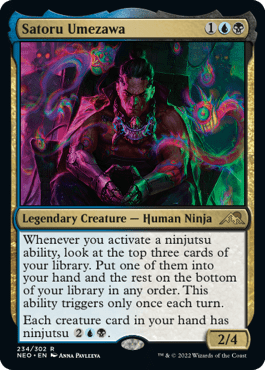 Satoru Umezawa 1
Legendary Creature — Human Ninja
Whenever you activate a ninjutsu
ability, look at the top three cards of
your library. Put one of them into
your hand and the rest on the bottom
of your library in any order. This
ability triggers only once each turn.
Each creature card in your hand has
ninjutsu 2.
2/4
234/302 R
NEO • EN Anna Pavleeva
™ & © 2022 Wizards of the Coast